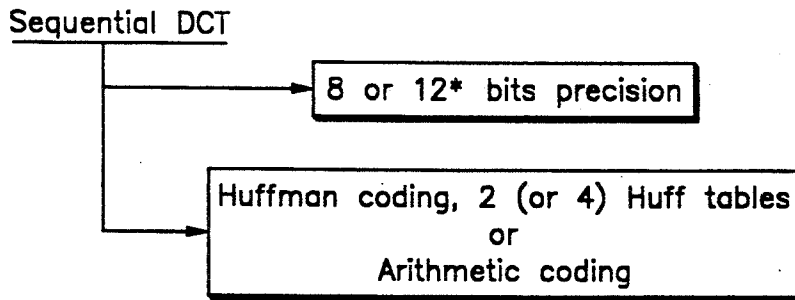 Sequential DCT
8 or 12* bits precision
Huffman coding, 2 (or 4) Huff tables
or
Arithmetic coding